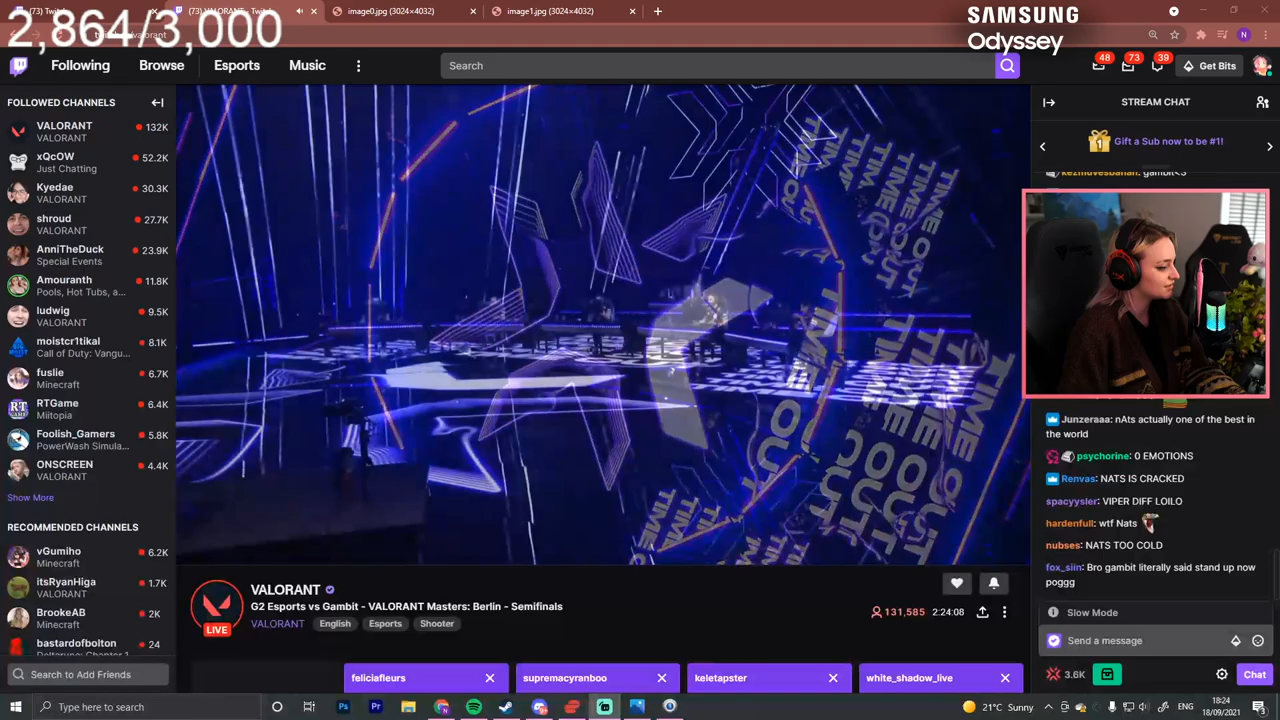 2,864/3,000
image0.jpg (3024×4032)
image1.jpg (3024×4032)
SAMSUNG
Odyssey
Following
Browse
Esports
Music
Search
48
73
39
Get Bits
FOLLOWED CHANNELS
VALORANT
132K
VALORANT
xQcOW
52.2K
Just Chatting
Kyedae
30.3K
VALORANT
shroud
27.7K
VALORANT
AnniTheDuck
23.9K
Special Events
Amouranth
11.8K
Pools, Hot Tubs, a...
ludwig
9.5K
VALORANT
moistcr1tikal
8.1K
Call of Duty: Vangu...
fuslie
6.7K
Minecraft
RTGame
6.4K
Miitopia
Foolish_Gamers
5.8K
PowerWash Simula...
ONSCREEN
4.4K
VALORANT
Show More
RECOMMENDED CHANNELS
vGumiho
6.2K
Minecraft
itsRyanHiga
1.7K
VALORANT
BrookeAB
2K
Minecraft
bastardofbolton
24
Search to Add Friends
TIME OUT
TIME OUT
TIME OUT
TIME OUT
TIME OUT
TIME OUT
LIVE
VALORANT
G2 Esports vs Gambit - VALORANT Masters: Berlin - Semifinals
VALORANT
English
Esports
Shooter
131,585
2:24:08
feliciafleurs
supremacyranboo
keletapster
white_shadow_live
STREAM CHAT
Gift a Sub now to be #1!
Junzeraaa: nAts actually one of the best in
the world
psychorine: 0 EMOTIONS
Renvas: NATS IS CRACKED
spacyysler: VIPER DIFF LOILO
hardenfull: wtf Nats
nubses: NATS TOO COLD
fox_siin: Bro gambit literally said stand up now
poggg
Slow Mode
Send a message
3.6K
Chat
Type here to search
21°C Sunny
18:24
18/09/2021